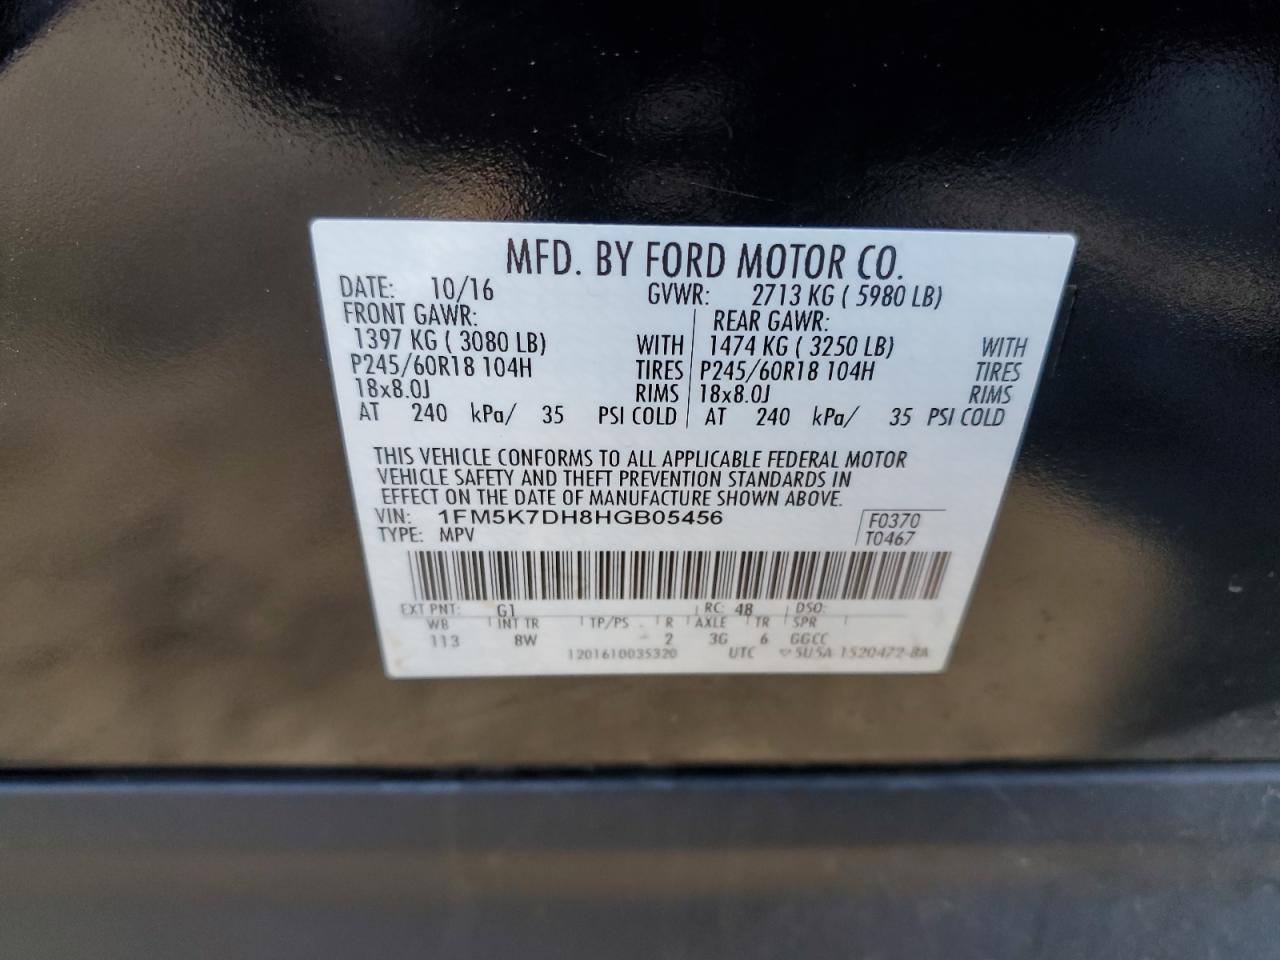 MFD. BY FORD MOTOR CO.
DATE: 10/16 GVWR: 2713 KG ( 5980 LB)
FRONT GAWR: REAR GAWR:
1397 KG ( 3080 LB) WITH 1474 KG ( 3250 LB) WITH
P245/60R18 104H TIRES P245/60R18 104H TIRES
18x8.0J RIMS 18x8.0J RIMS
AT 240 kPa/ 35 PSI COLD AT 240 kPa/ 35 PSI COLD
THIS VEHICLE CONFORMS TO ALL APPLICABLE FEDERAL MOTOR
VEHICLE SAFETY AND THEFT PREVENTION STANDARDS IN
EFFECT ON THE DATE OF MANUFACTURE SHOWN ABOVE.
VIN: 1FM5K7DH8HGB05456 F0370
TYPE: MPV T0467
EXT PNT: G1 RC: 48 DSO:
WB INT TR TP/PS R AXLE TR SPR
113 8W - 2 3G 6 GGCC
1201610035320 UTC 5U5A-1520472-8A